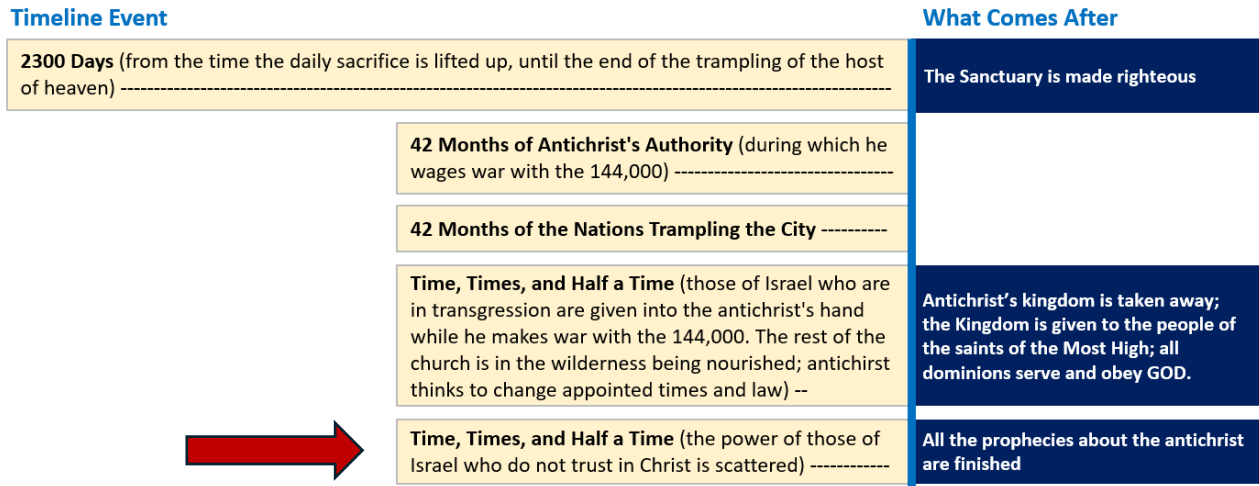 Timeline Event
What Comes After
2300 Days (from the time the daily sacrifice is lifted up, until the end of the trampling of the host
of heaven) ----------------------------------------------------------------------------------------------------------------------
The Sanctuary is made righteous
42 Months of Antichrist's Authority (during which he
wages war with the 144,000) ---------------------------------
42 Months of the Nations Trampling the City ----------
Time, Times, and Half a Time (those of Israel who are
in transgression are given into the antichrist's hand
while he makes war with the 144,000. The rest of the
church is in the wilderness being nourished; antichirst
thinks to change appointed times and law) --
Antichrist’s kingdom is taken away;
the Kingdom is given to the people of
the saints of the Most High; all
dominions serve and obey GOD.
Time, Times, and Half a Time (the power of those of
Israel who do not trust in Christ is scattered) ------------
All the prophecies about the antichrist
are finished